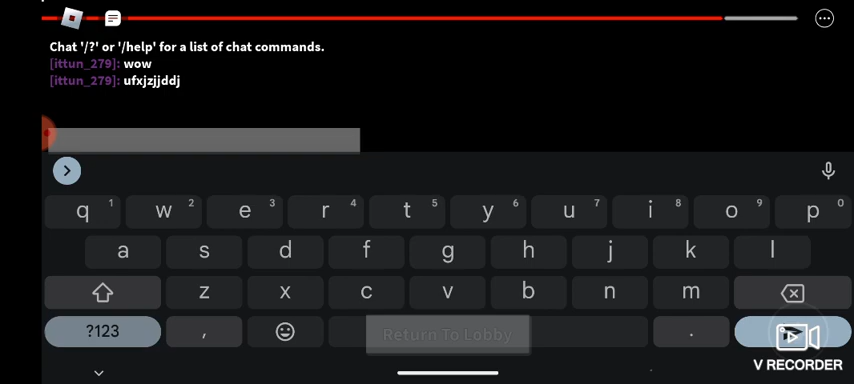 Chat '/?' or '/help' for a list of chat commands.
[ittun_279]: wow
[ittun_279]: ufxjzjjddj
q 1 w 2 e 3 r 4 t 5 y 6 u 7 i 8 o 9 p 0
a s d f g h j k l
z x c v b n m
?123 , Return To Lobby .
V RECORDER